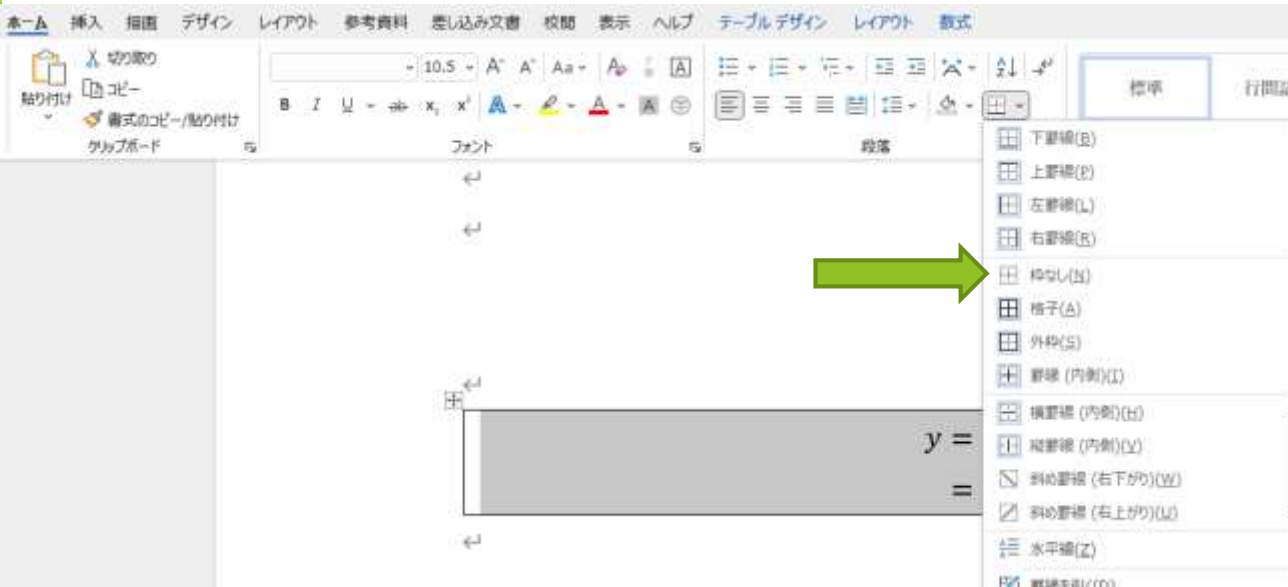 ホーム 挿入 描画 デザイン レイアウト 参考資料 差し込み文書 校閲 表示 ヘルプ テーブル デザイン レイアウト 数式
貼り付け
切り取り
コピー
書式のコピー/貼り付け
クリップボード
10.5
フォント
段落
標準
行間詰
下罫線(B)
上罫線(P)
左罫線(L)
右罫線(R)
枠なし(N)
格子(A)
外枠(S)
罫線 (内側)(I)
横罫線 (内側)(H)
縦罫線 (内側)(V)
斜め罫線 (右下がり)(W)
斜め罫線 (右上がり)(U)
水平線(Z)
罫線を引く(D)
y =
=